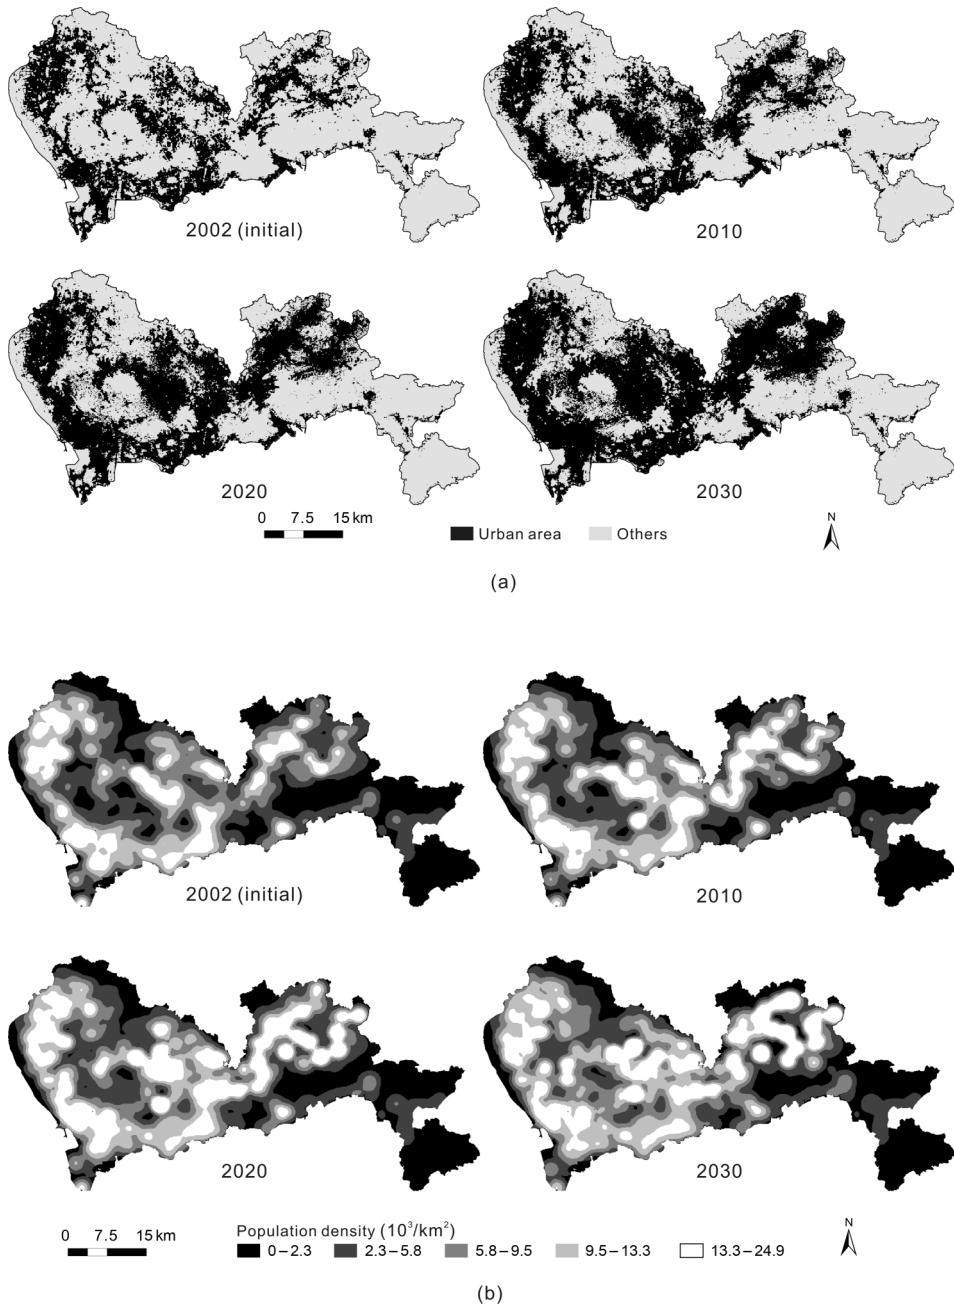 2002 (initial)
2010
2020
2030
0 7.5 15 km
Urban area
Others
N
(a)
2002 (initial)
2010
2020
2030
0 7.5 15 km
Population density (10³/km²)
0–2.3
2.3–5.8
5.8–9.5
9.5–13.3
13.3–24.9
N
(b)